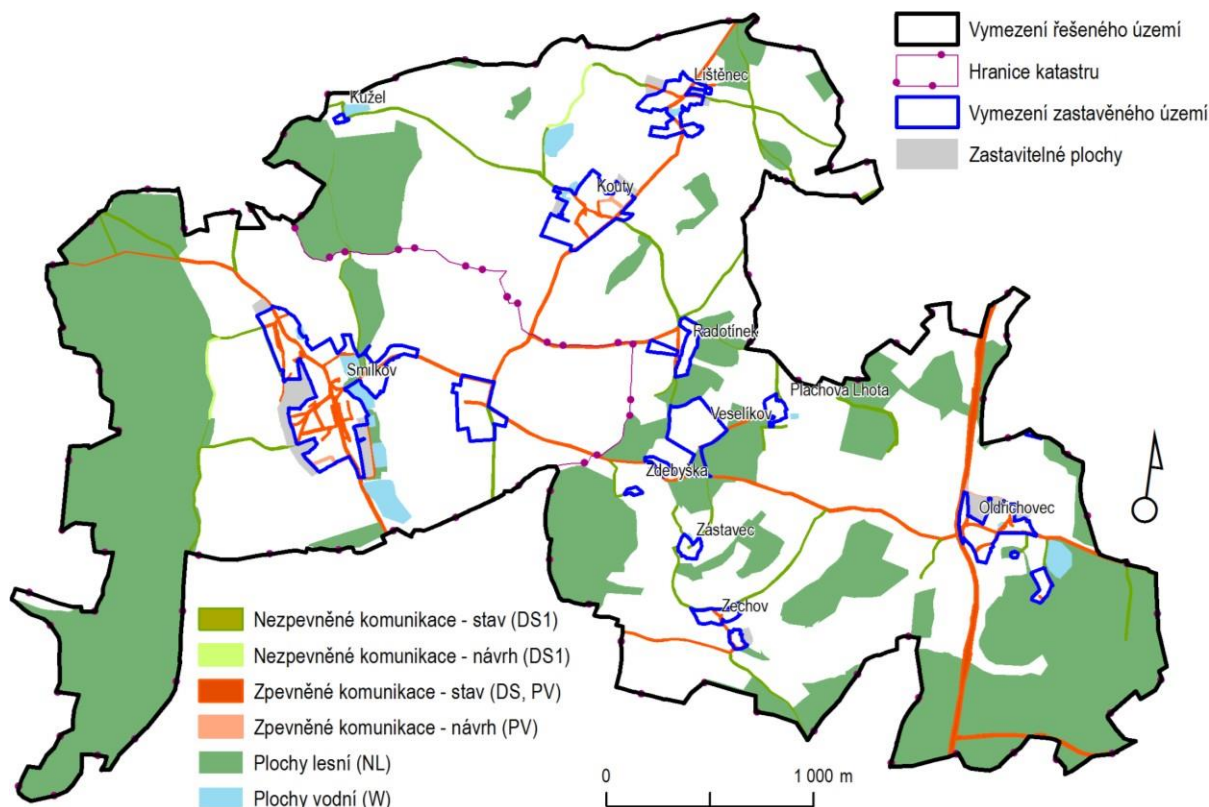 Vymezení řešeného území
Hranice katastru
Vymezení zastavěného území
Zastavitelné plochy
Líštěnec
Kůžel
Kouty
Radotínek
Smilkov
Plachova Lhota
Veselíkov
Zdebyška
Oldřichovec
Zástavec
Zechov
Nezpevněné komunikace - stav (DS1)
Nezpevněné komunikace - návrh (DS1)
Zpevněné komunikace - stav (DS, PV)
Zpevněné komunikace - návrh (PV)
Plochy lesní (NL)
Plochy vodní (W)
0 1 000 m